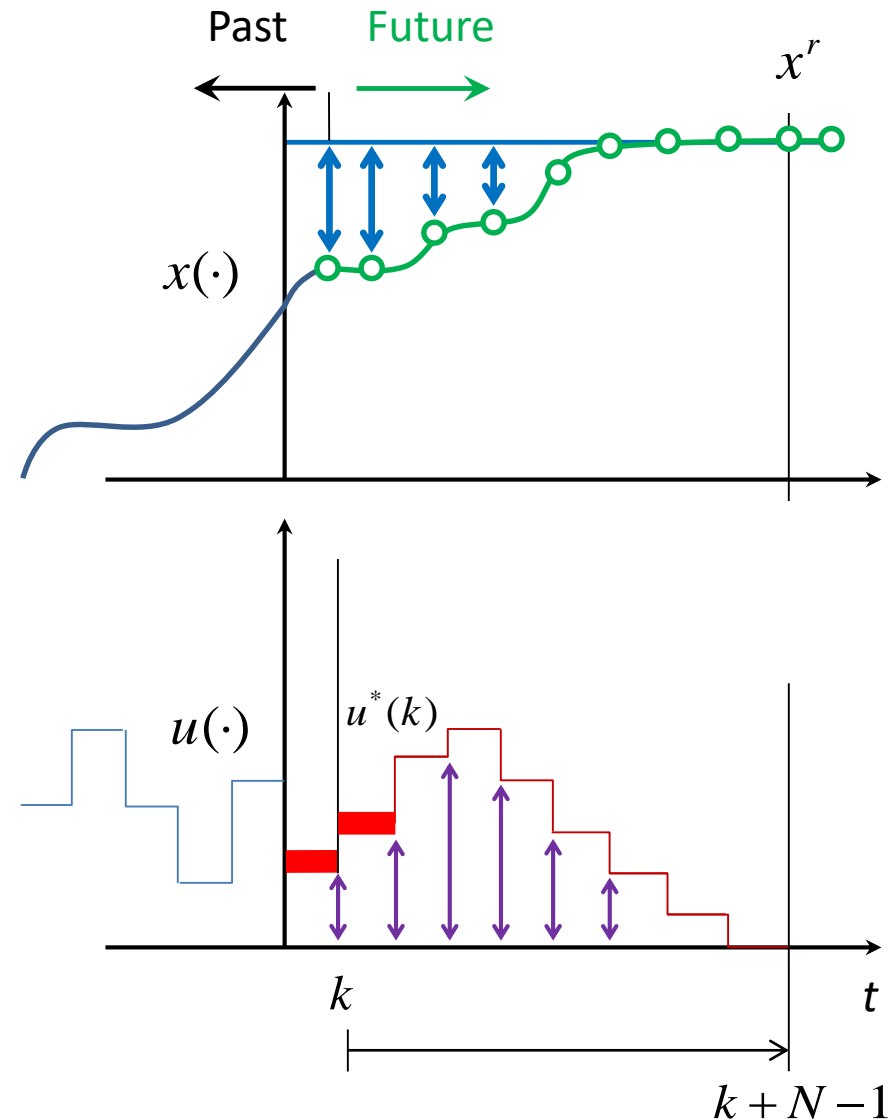 Past Future
x^r
x(·)
u(·)
u^*(k)
k
t
k + N − 1